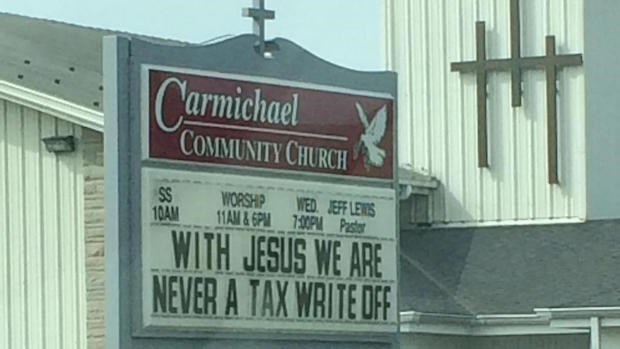 Carmichael
COMMUNITY CHURCH
SS WORSHIP WED. JEFF LEWIS
10AM 11AM & 6PM 7:00PM Pastor
WITH JESUS WE ARE
NEVER A TAX WRITE OFF